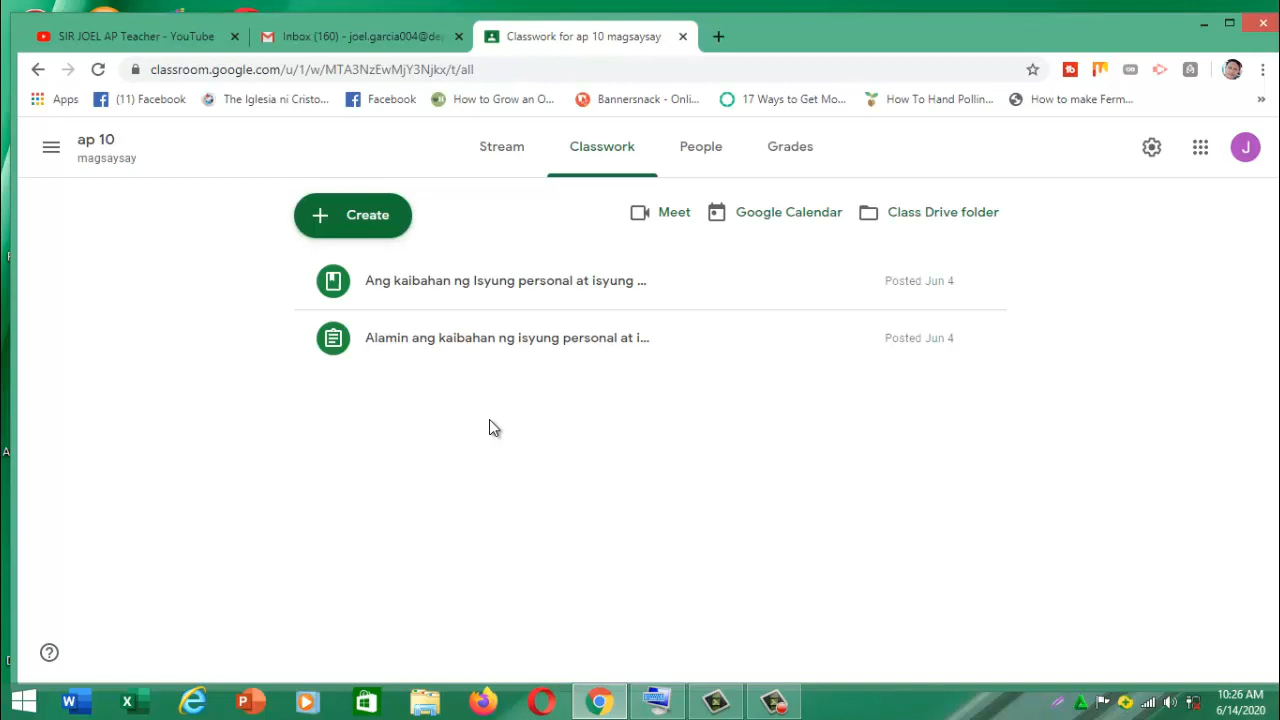 SIR JOEL AP Teacher - YouTube
Inbox (160) - joel.garcia004@de
Classwork for ap 10 magsaysay
classroom.google.com/u/1/w/MTA3NzEwMjY3Njkx/t/all
Apps
(11) Facebook
The Iglesia ni Cristo...
Facebook
How to Grow an O...
Bannersnack - Onli...
17 Ways to Get Mo...
How To Hand Pollin...
How to make Ferm...
»
ap 10
magsaysay
Stream
Classwork
People
Grades
J
+ Create
Meet
Google Calendar
Class Drive folder
Ang kaibahan ng Isyung personal at isyung ...
Posted Jun 4
Alamin ang kaibahan ng isyung personal at i...
Posted Jun 4
10:26 AM
6/14/2020